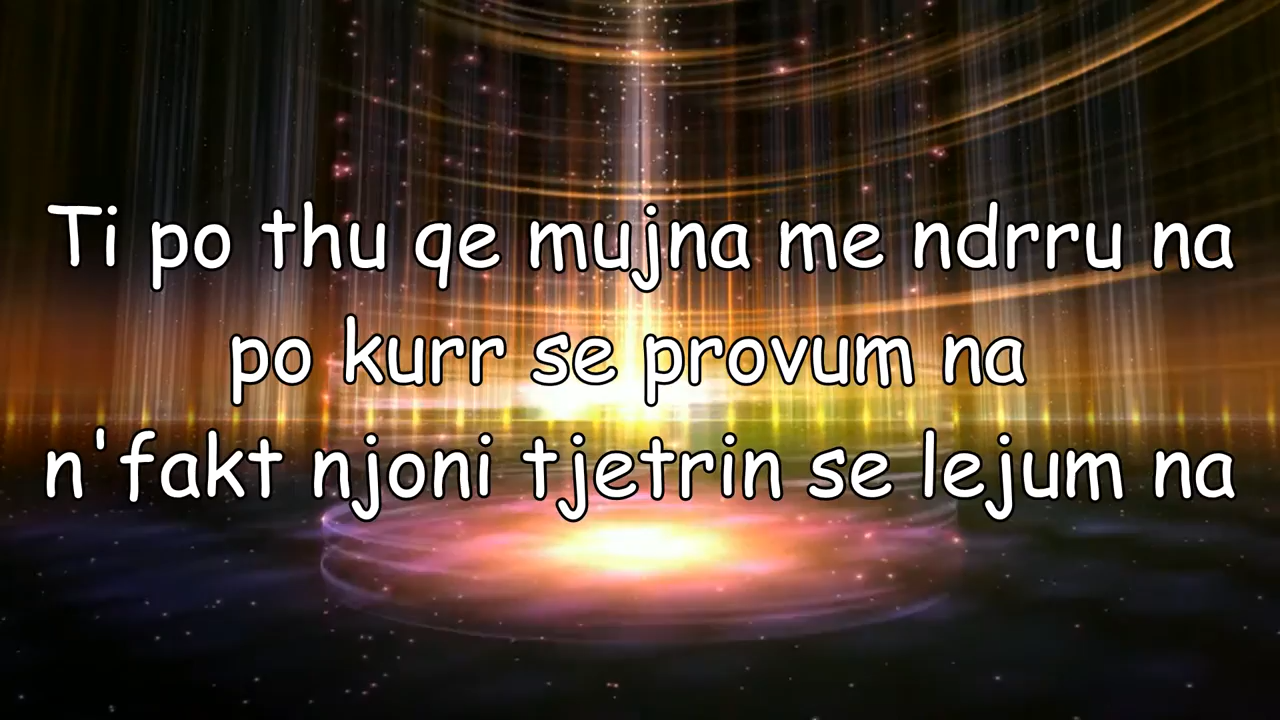 Ti po thu qe mujna me ndrru na
po kurr se provum na
n'fakt njoni tjetrin se lejum na